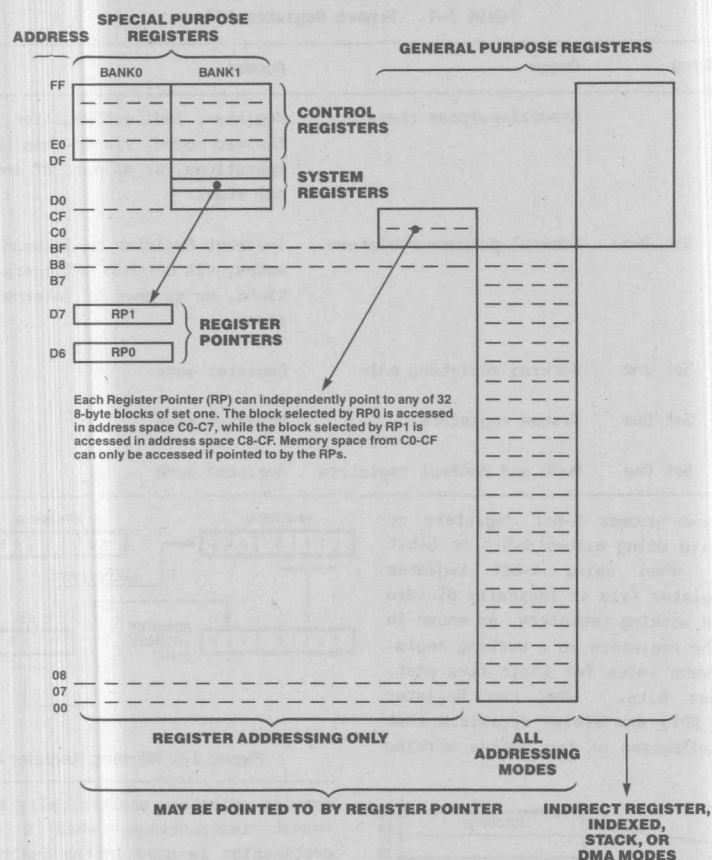 SPECIAL PURPOSE
ADDRESS REGISTERS
GENERAL PURPOSE REGISTERS
BANK0 BANK1
FF
CONTROL
REGISTERS
E0
DF
SYSTEM
REGISTERS
D0
CF
C0
BF
B8
B7
D7 RP1
REGISTER
POINTERS
D6 RP0
Each Register Pointer (RP) can independently point to any of 32
8-byte blocks of set one. The block selected by RP0 is accessed
in address space C0-C7, while the block selected by RP1 is
accessed in address space C8-CF. Memory space from C0-CF
can only be accessed if pointed to by the RPs.
08
07
00
REGISTER ADDRESSING ONLY
ALL
ADDRESSING
MODES
MAY BE POINTED TO BY REGISTER POINTER
INDIRECT REGISTER,
INDEXED,
STACK, OR
DMA MODES